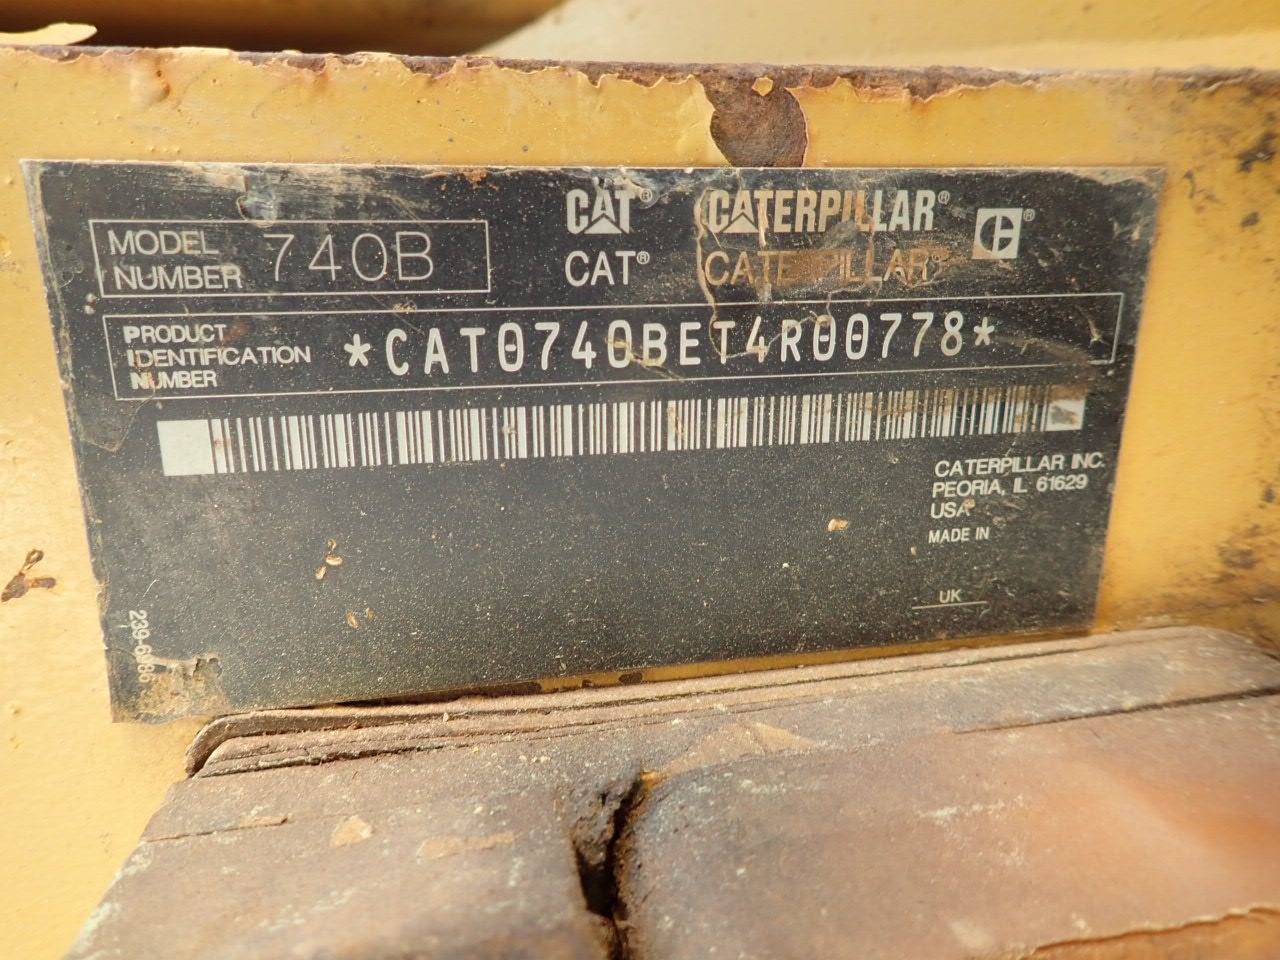 CAT® CATERPILLAR® ®
CAT® CATERPILLAR®
MODEL NUMBER 740B
PRODUCT IDENTIFICATION NUMBER *CAT0740BET4R00778*
CATERPILLAR INC.
PEORIA, IL 61629
USA
MADE IN
UK